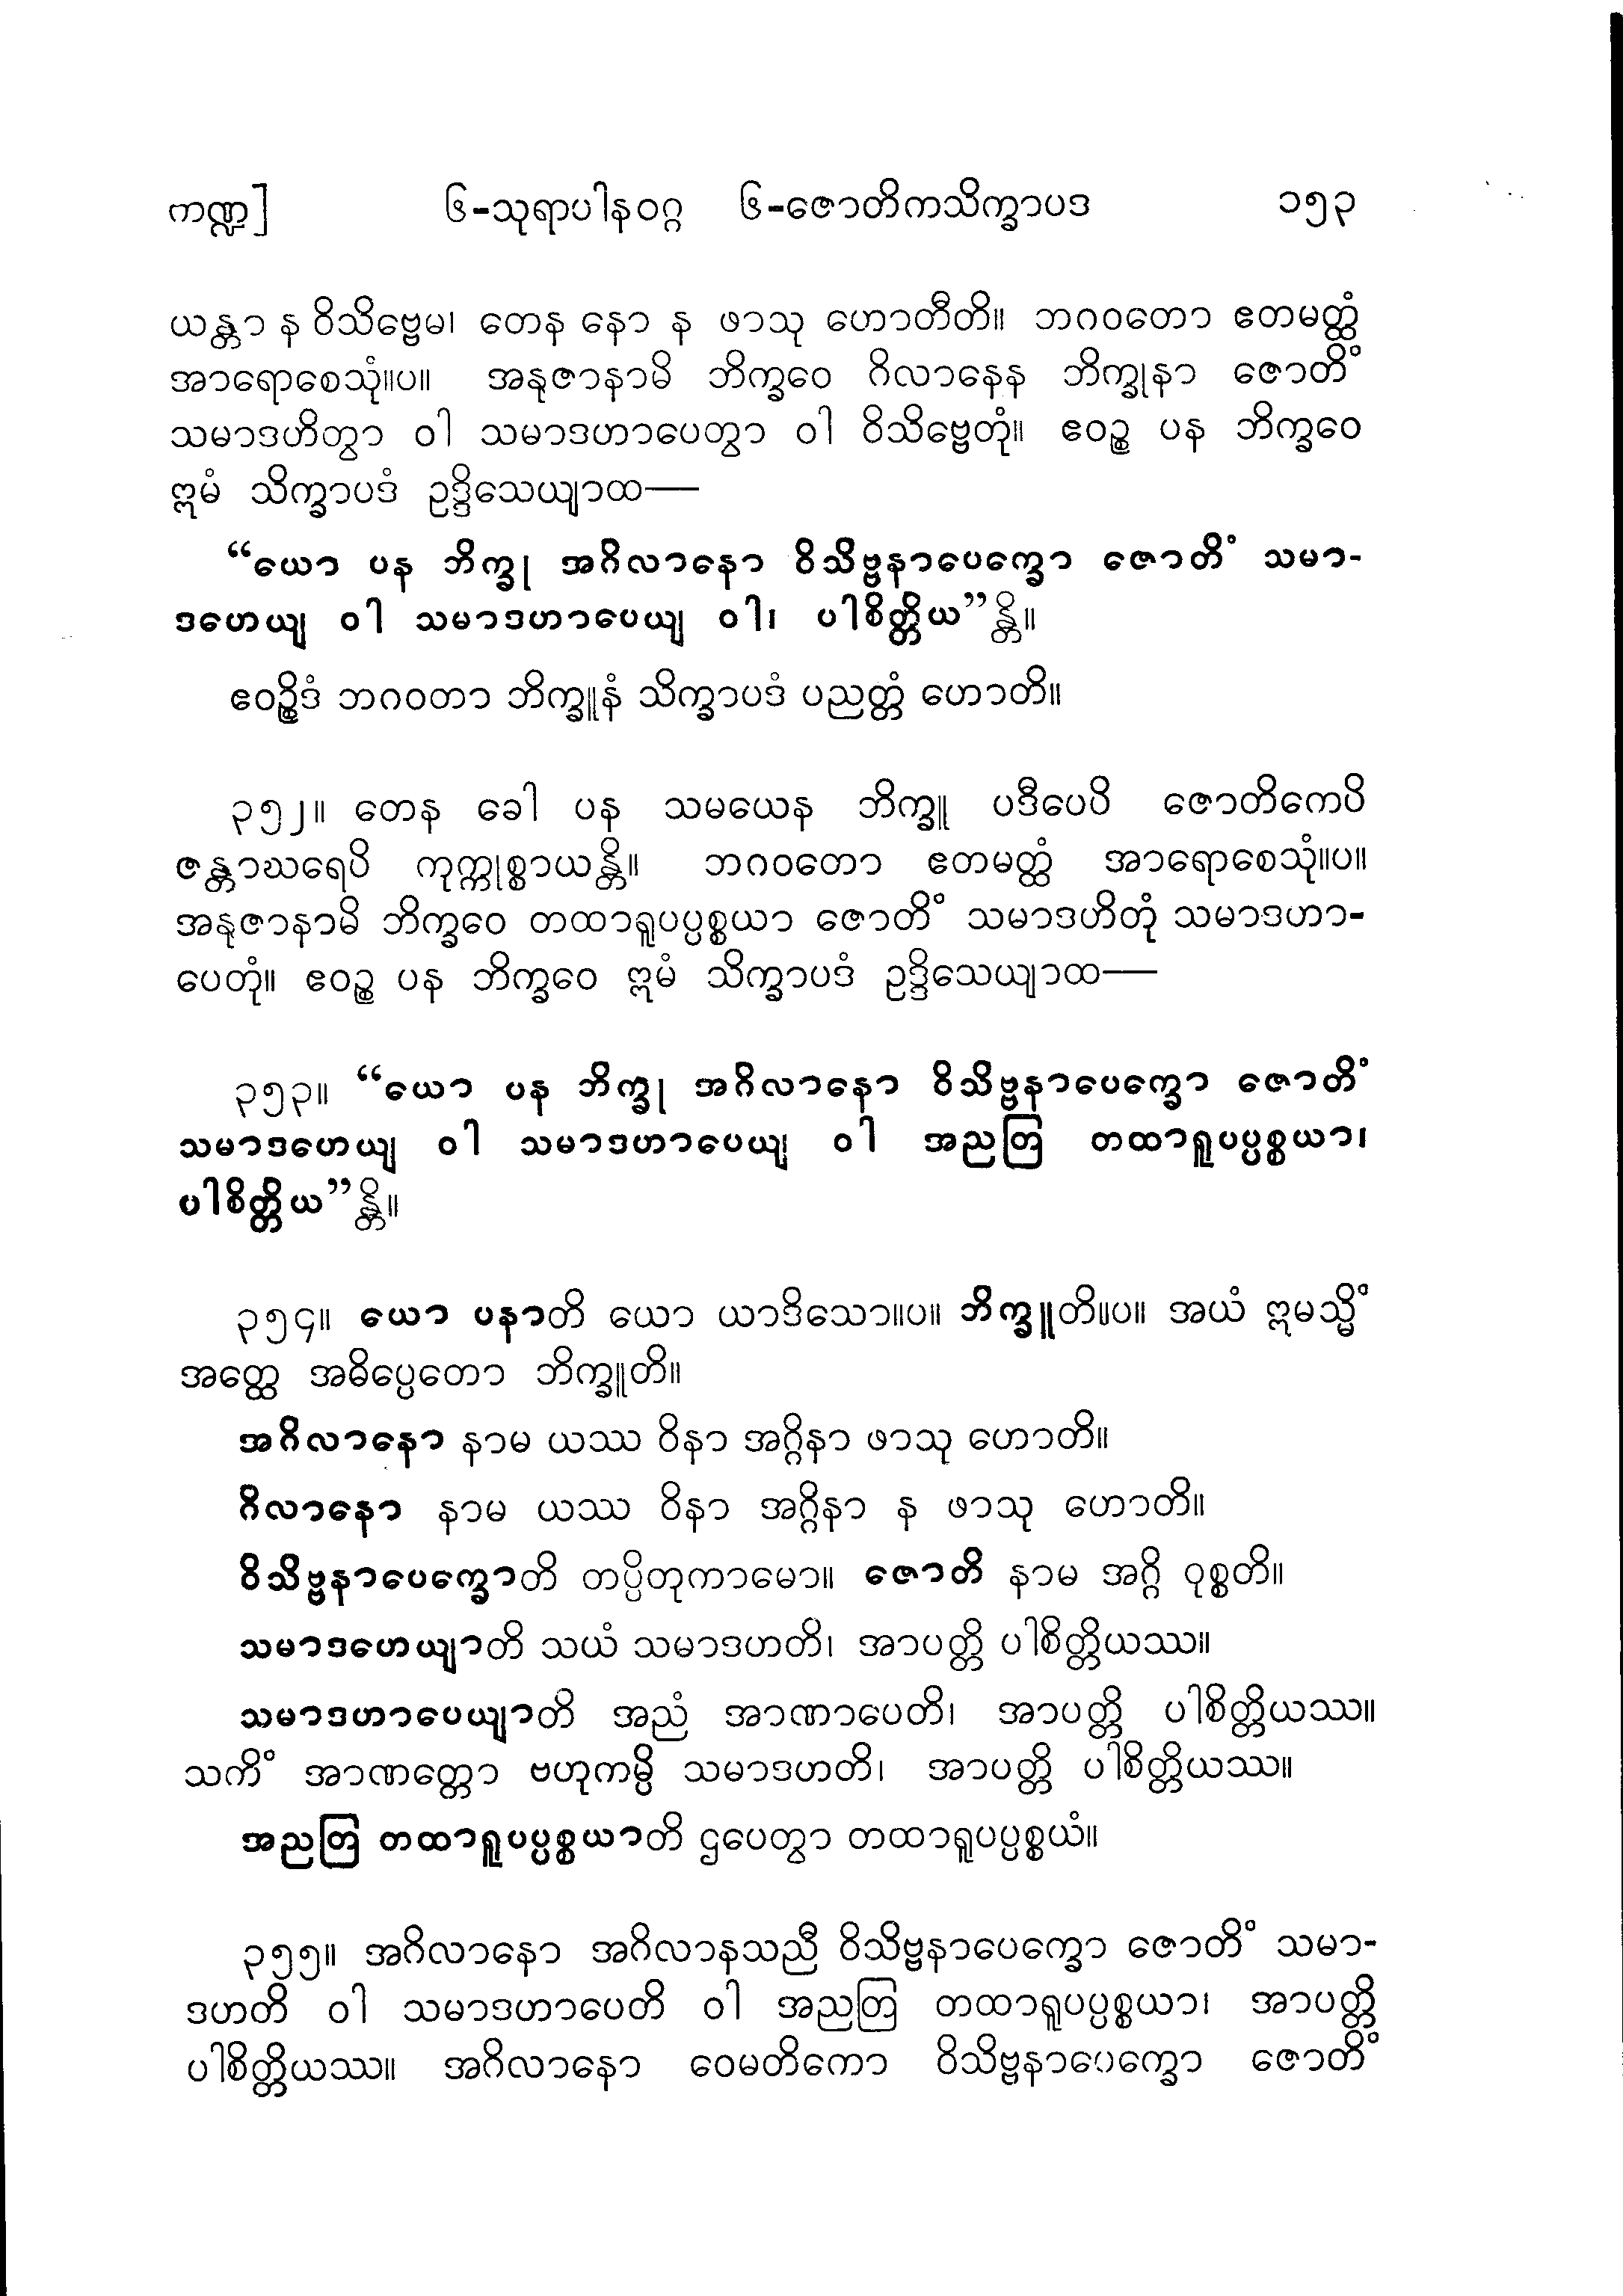 ကဏ္ဍ] ၆-သုရာပါနဝဂ္ဂ ၆-ဇောတိကသိက္ခာပဒ ၁၅၃
ယန္တာ န ဝိသိဗ္ဗေမ၊ တေန နော န ဖာသု ဟောတီတိ။ ဘဂဝတော ဧတမတ္ထံ
အာရောစေသုံ။ပ။ အနုဇာနာမိ ဘိက္ခဝေ ဂိလာနေန ဘိက္ခုနာ ဇောတိံ
သမာဒဟိတွာ ဝါ သမာဒဟာပေတွာ ဝါ ဝိသိဗ္ဗေတုံ။ ဧဝဉ္စ ပန ဘိက္ခဝေ
ဣမံ သိက္ခာပဒံ ဥဒ္ဒိသေယျာထ—
“ယော ပန ဘိက္ခု အဂိလာနော ဝိသိဗ္ဗနာပေက္ခော ဇောတိံ သမာ-
ဒဟေယျ ဝါ သမာဒဟာပေယျ ဝါ၊ ပါစိတ္တိယ”န္တိ။
ဧဝဉ္စိဒံ ဘဂဝတာ ဘိက္ခူနံ သိက္ခာပဒံ ပညတ္တံ ဟောတိ။
၃၅၂။ တေန ခေါ ပန သမယေန ဘိက္ခူ ပဒီပေပိ ဇောတိကေပိ
ဇန္တာဃရေပိ ကုက္ကုစ္စာယန္တိ။ ဘဂဝတော ဧတမတ္ထံ အာရောစေသုံ။ပ။
အနုဇာနာမိ ဘိက္ခဝေ တထာရူပပ္ပစ္စယာ ဇောတိံ သမာဒဟိတုံ သမာဒဟာ-
ပေတုံ။ ဧဝဉ္စ ပန ဘိက္ခဝေ ဣမံ သိက္ခာပဒံ ဥဒ္ဒိသေယျာထ—
၃၅၃။ “ယော ပန ဘိက္ခု အဂိလာနော ဝိသိဗ္ဗနာပေက္ခော ဇောတိံ
သမာဒဟေယျ ဝါ သမာဒဟာပေယျ ဝါ အညတြ တထာရူပပ္ပစ္စယာ၊
ပါစိတ္တိယ”န္တိ။
၃၅၄။ ယော ပနာတိ ယော ယာဒိသော။ပ။ ဘိက္ခူတိ။ပ။ အယံ ဣမသ္မိံ
အတ္ထေ အဓိပ္ပေတော ဘိက္ခူတိ။
အဂိလာနော နာမ ယဿ ဝိနာ အဂ္ဂိနာ ဖာသု ဟောတိ။
ဂိလာနော နာမ ယဿ ဝိနာ အဂ္ဂိနာ န ဖာသု ဟောတိ။
ဝိသိဗ္ဗနာပေက္ခောတိ တပ္ပိတုကာမော။ ဇောတိ နာမ အဂ္ဂိ ဝုစ္စတိ။
သမာဒဟေယျာတိ သယံ သမာဒဟတိ၊ အာပတ္တိ ပါစိတ္တိယဿ။
သမာဒဟာပေယျာတိ အညံ အာဏာပေတိ၊ အာပတ္တိ ပါစိတ္တိယဿ။
သကိံ အာဏတ္တော ဗဟုကမ္ပိ သမာဒဟတိ၊ အာပတ္တိ ပါစိတ္တိယဿ။
အညတြ တထာရူပပ္ပစ္စယာတိ ဌပေတွာ တထာရူပပ္ပစ္စယံ။
၃၅၅။ အဂိလာနော အဂိလာနသညီ ဝိသိဗ္ဗနာပေက္ခော ဇောတိံ သမာ-
ဒဟတိ ဝါ သမာဒဟာပေတိ ဝါ အညတြ တထာရူပပ္ပစ္စယာ၊ အာပတ္တိ
ပါစိတ္တိယဿ။ အဂိလာနော ဝေမတိကော ဝိသိဗ္ဗနာပေက္ခော ဇောတိံ